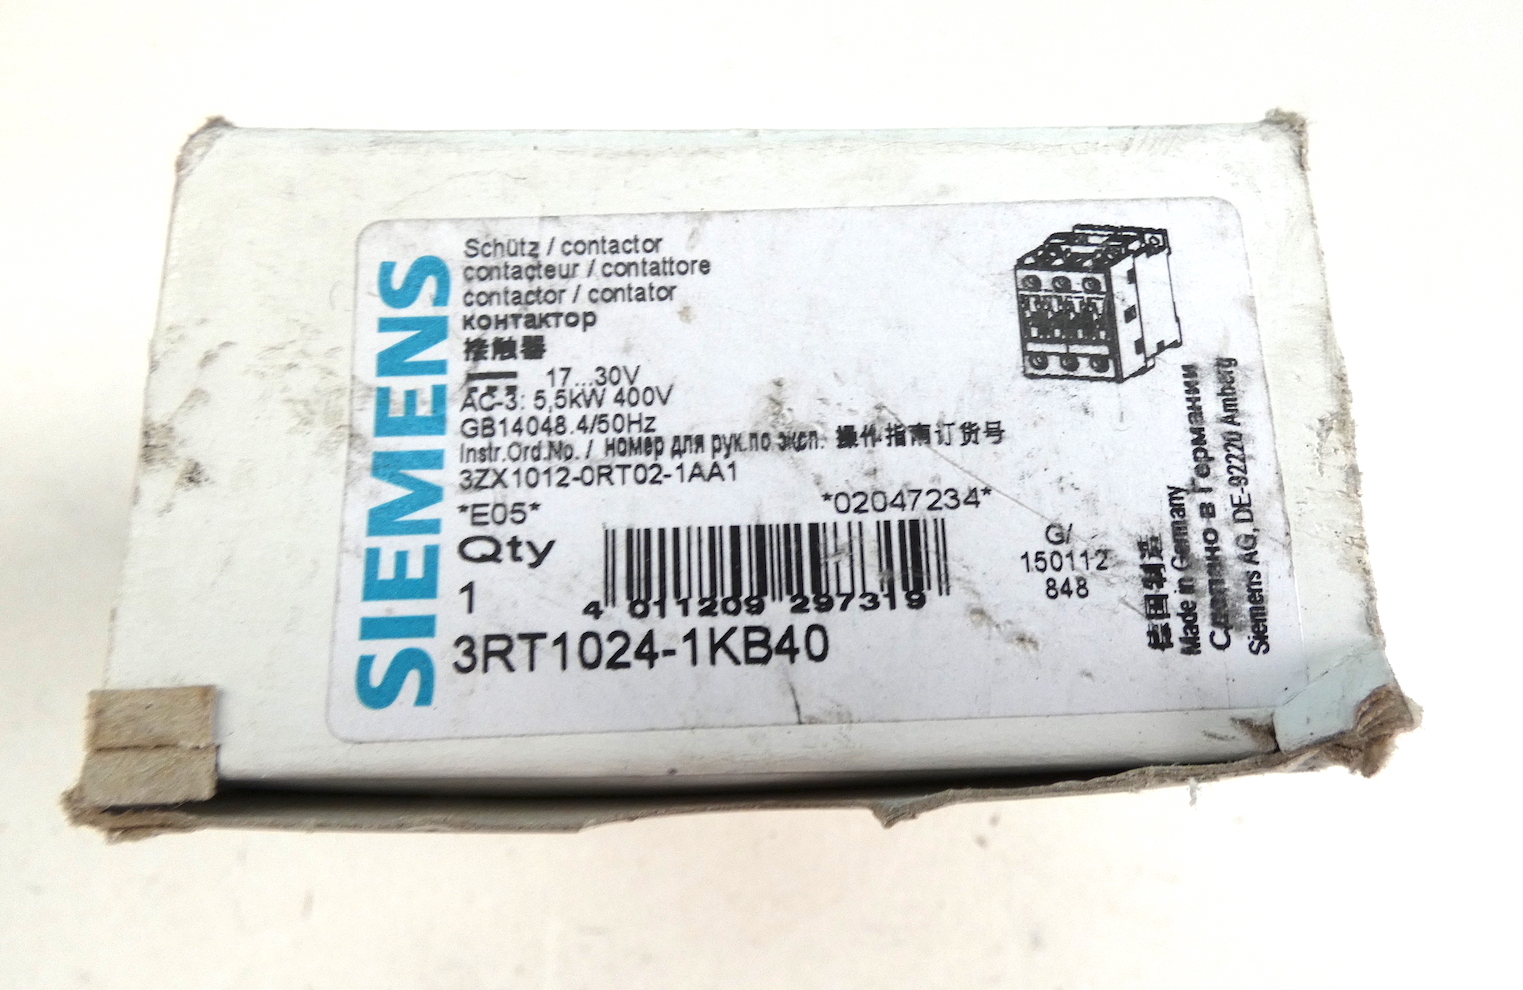 SIEMENS
Schütz / contactor
contacteur / contattore
contactor / contator
контактор
接触器
17...30V
AC-3: 5,5kW 400V
GB14048.4/50Hz
Instr.Ord.No. / номер для рук.по эксп. 操作指南订货号
3ZX1012-0RT02-1AA1
*E05*
*02047234*
Qty
1
4 011209 297319
3RT1024-1KB40
G/
150112
848
德国制造
Made in Germany
Сделано в Германии
Siemens AG, DE-92220 Amberg